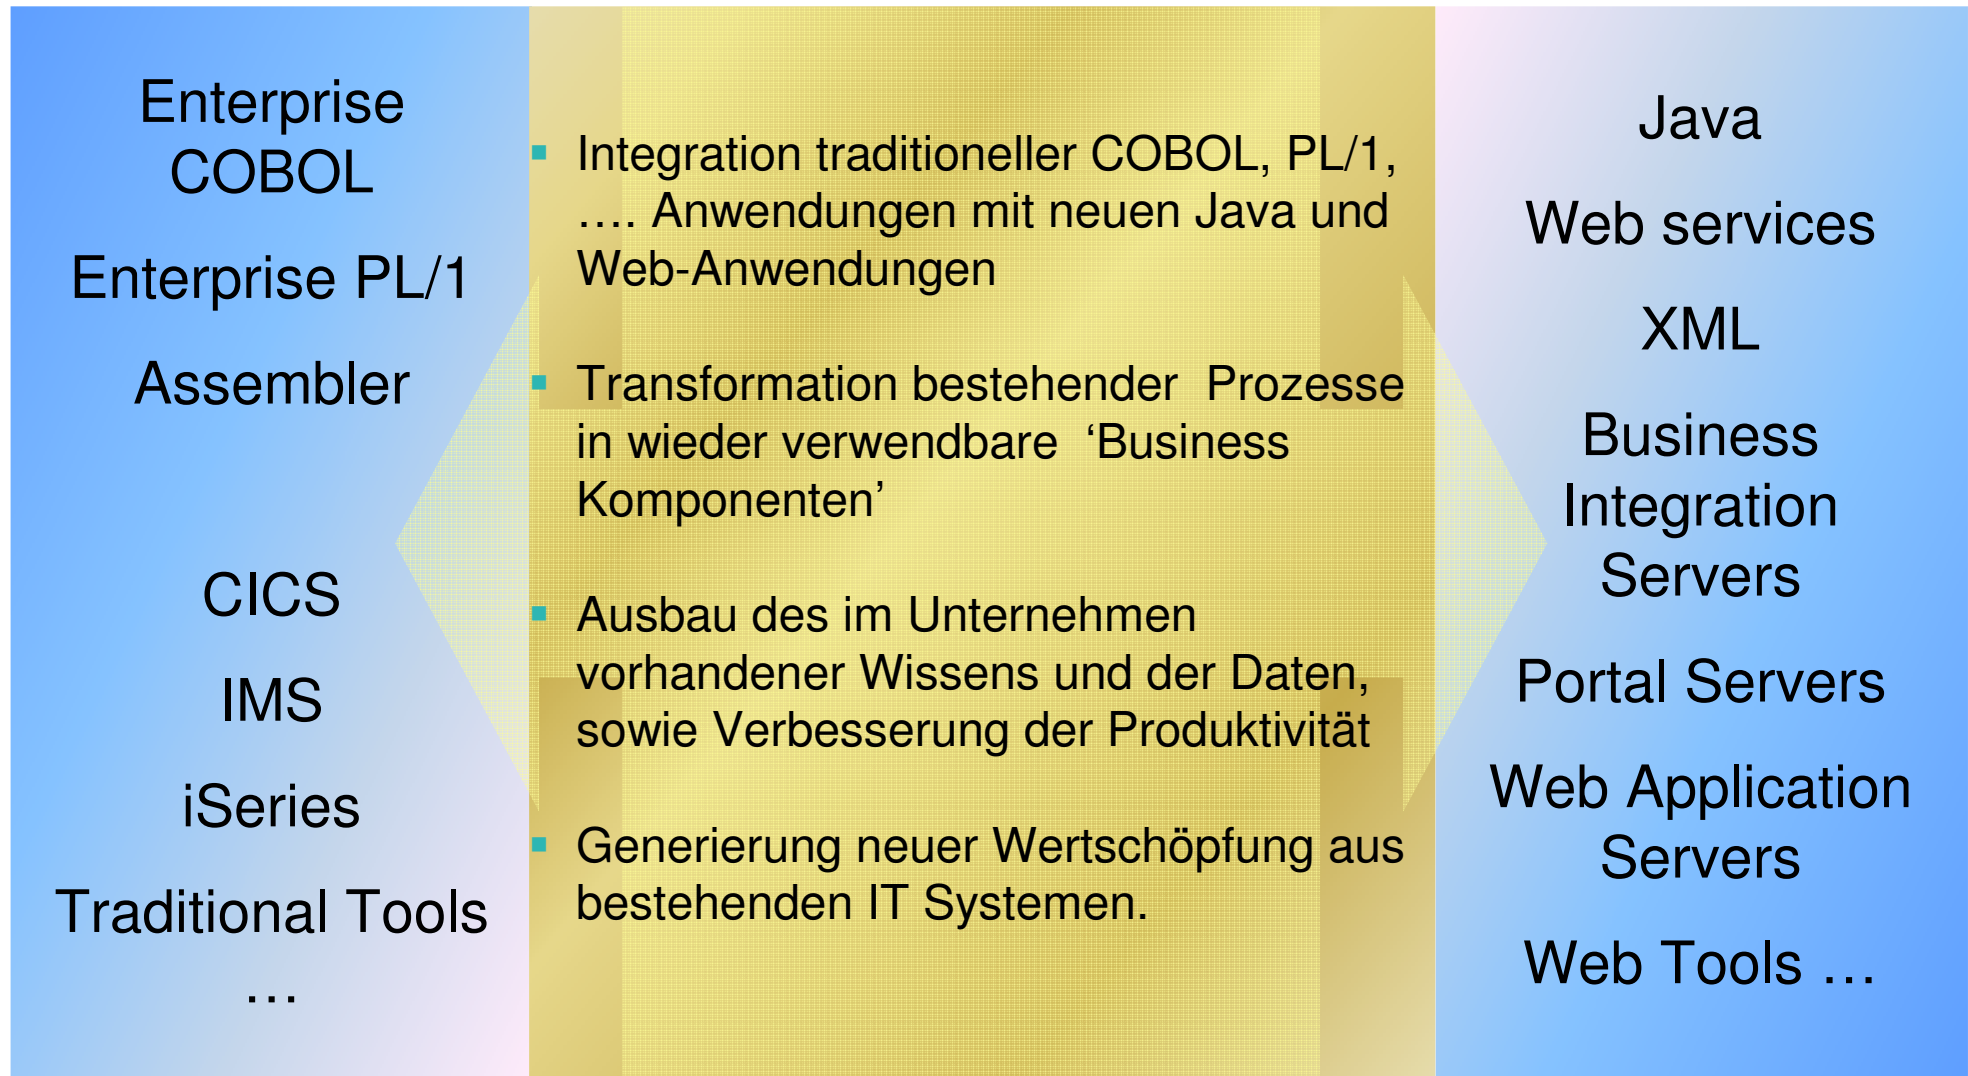 Enterprise
COBOL
Enterprise PL/1
Assembler
CICS
IMS
iSeries
Traditional Tools
…
▪ Integration traditioneller COBOL, PL/1,
…. Anwendungen mit neuen Java und
Web-Anwendungen
▪ Transformation bestehender Prozesse
in wieder verwendbare ‘Business
Komponenten’
▪ Ausbau des im Unternehmen
vorhandener Wissens und der Daten,
sowie Verbesserung der Produktivität
▪ Generierung neuer Wertschöpfung aus
bestehenden IT Systemen.
Java
Web services
XML
Business
Integration
Servers
Portal Servers
Web Application
Servers
Web Tools …